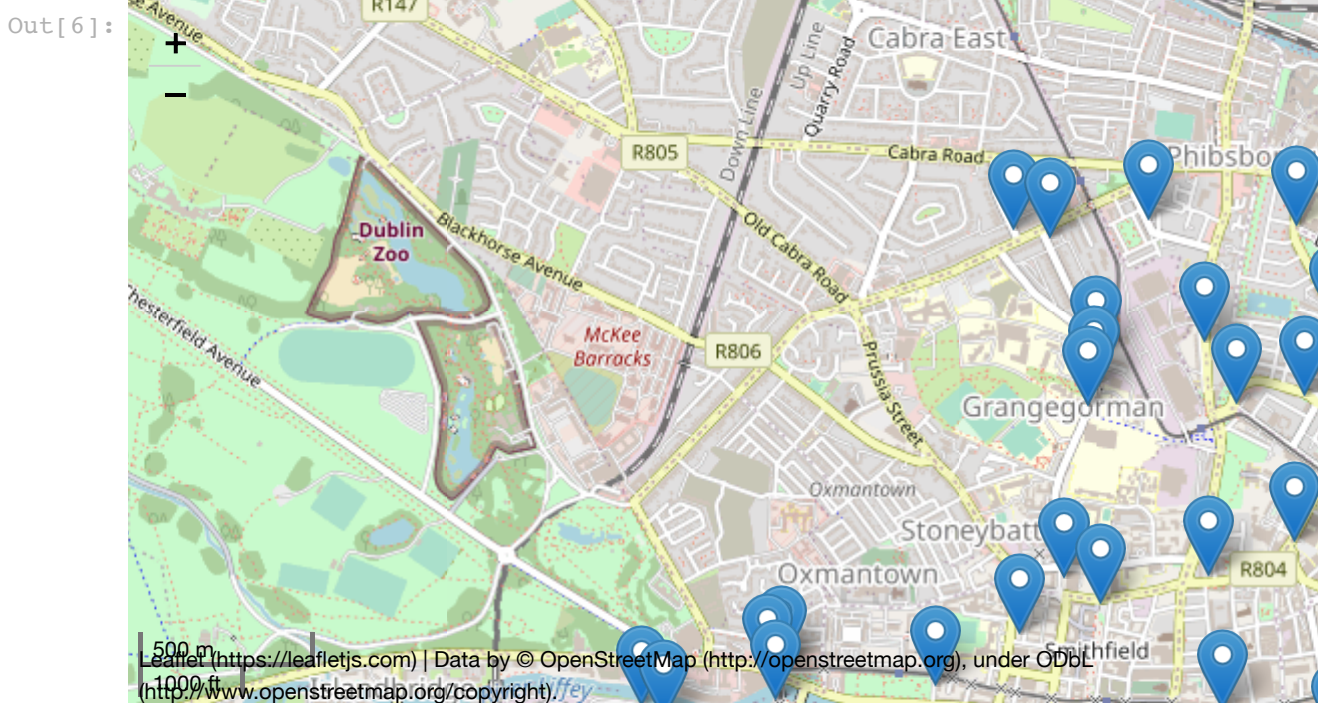 Out[6]:
e Avenue
R147
+
−
Cabra East
Up Line
Quarry Road
Down Line
R805
Cabra Road
Phibsbo
Dublin
Zoo
Blackhorse Avenue
Old Cabra Road
hesterfield Avenue
McKee
Barracks
R806
Prussia Street
Grangegorman
Oxmantown
Stoneybatt
Oxmantown
R804
Smithfield
500 m
Leaflet (https://leafletjs.com) | Data by © OpenStreetMap (http://openstreetmap.org), under ODbL
1000 ft
(http://www.openstreetmap.org/copyright).
iffey